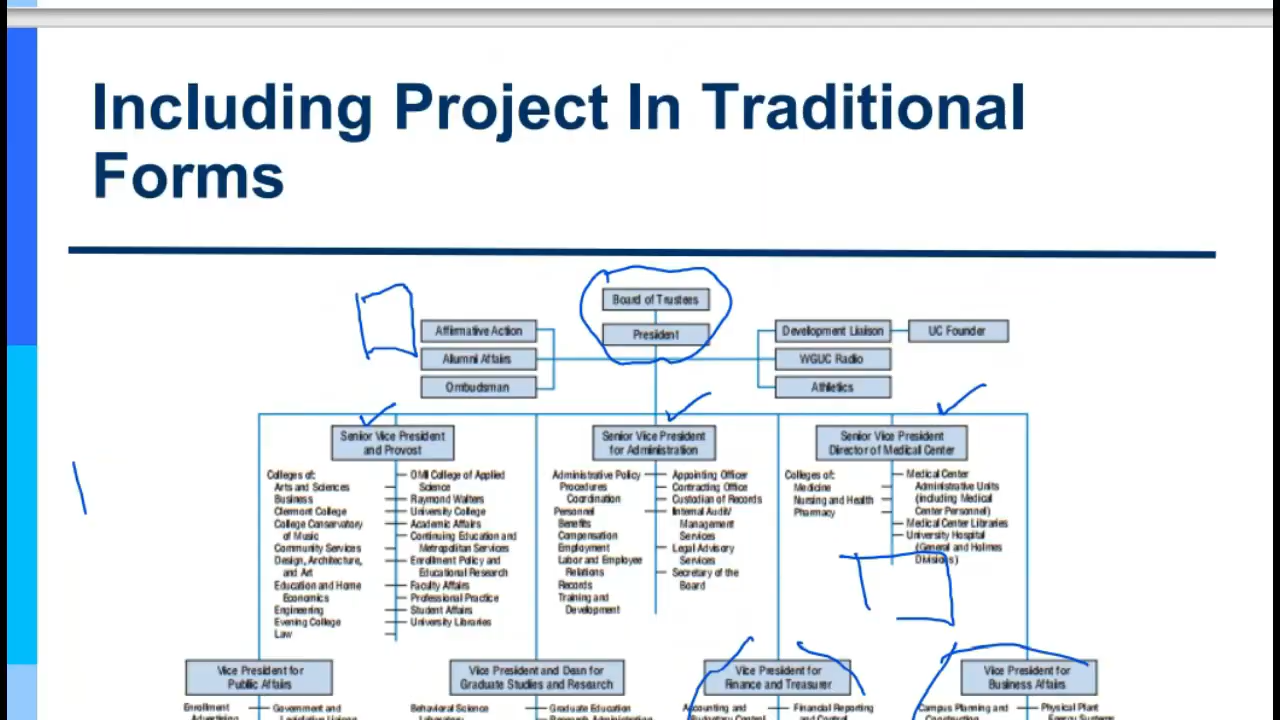 Including Project In Traditional
Forms
Board of Trustees
President
Affirmative Action
Alumni Affairs
Ombudsman
Development Liaison
UC Founder
WGUC Radio
Athletics
Senior Vice President
and Provost
Colleges of:
Arts and Sciences
Business
Clermont College
College Conservatory
of Music
Community Services
Design, Architecture,
and Art
Education and Home
Economics
Engineering
Evening College
Law
OMI College of Applied
Science
Raymond Walters
University College
Academic Affairs
Continuing Education and
Metropolitan Services
Enrollment Policy and
Educational Research
Faculty Affairs
Professional Practice
Student Affairs
University Libraries
Senior Vice President
for Administration
Administrative Policy
Procedures
Coordination
Personnel
Benefits
Compensation
Employment
Labor and Employee
Relations
Records
Training and
Development
Appointing Officer
Contracting Office
Custodian of Records
Internal Audit/
Management
Services
Legal Advisory
Services
Secretary of the
Board
Senior Vice President
Director of Medical Center
Colleges of:
Medicine
Nursing and Health
Pharmacy
Medical Center
Administrative Units
(including Medical
Center Personnel)
Medical Center Libraries
University Hospital
(General and Holmes
Divisions)
Vice President for
Public Affairs
Enrollment
Advertising
Government and
Legislative Liaison
Vice President and Dean for
Graduate Studies and Research
Behavioral Science
Laboratory
Graduate Education
Research Administration
Vice President for
Finance and Treasurer
Accounting and
Budgetary Control
Financial Reporting
and Control
Vice President for
Business Affairs
Campus Planning and
Construction
Physical Plant
Energy Systems